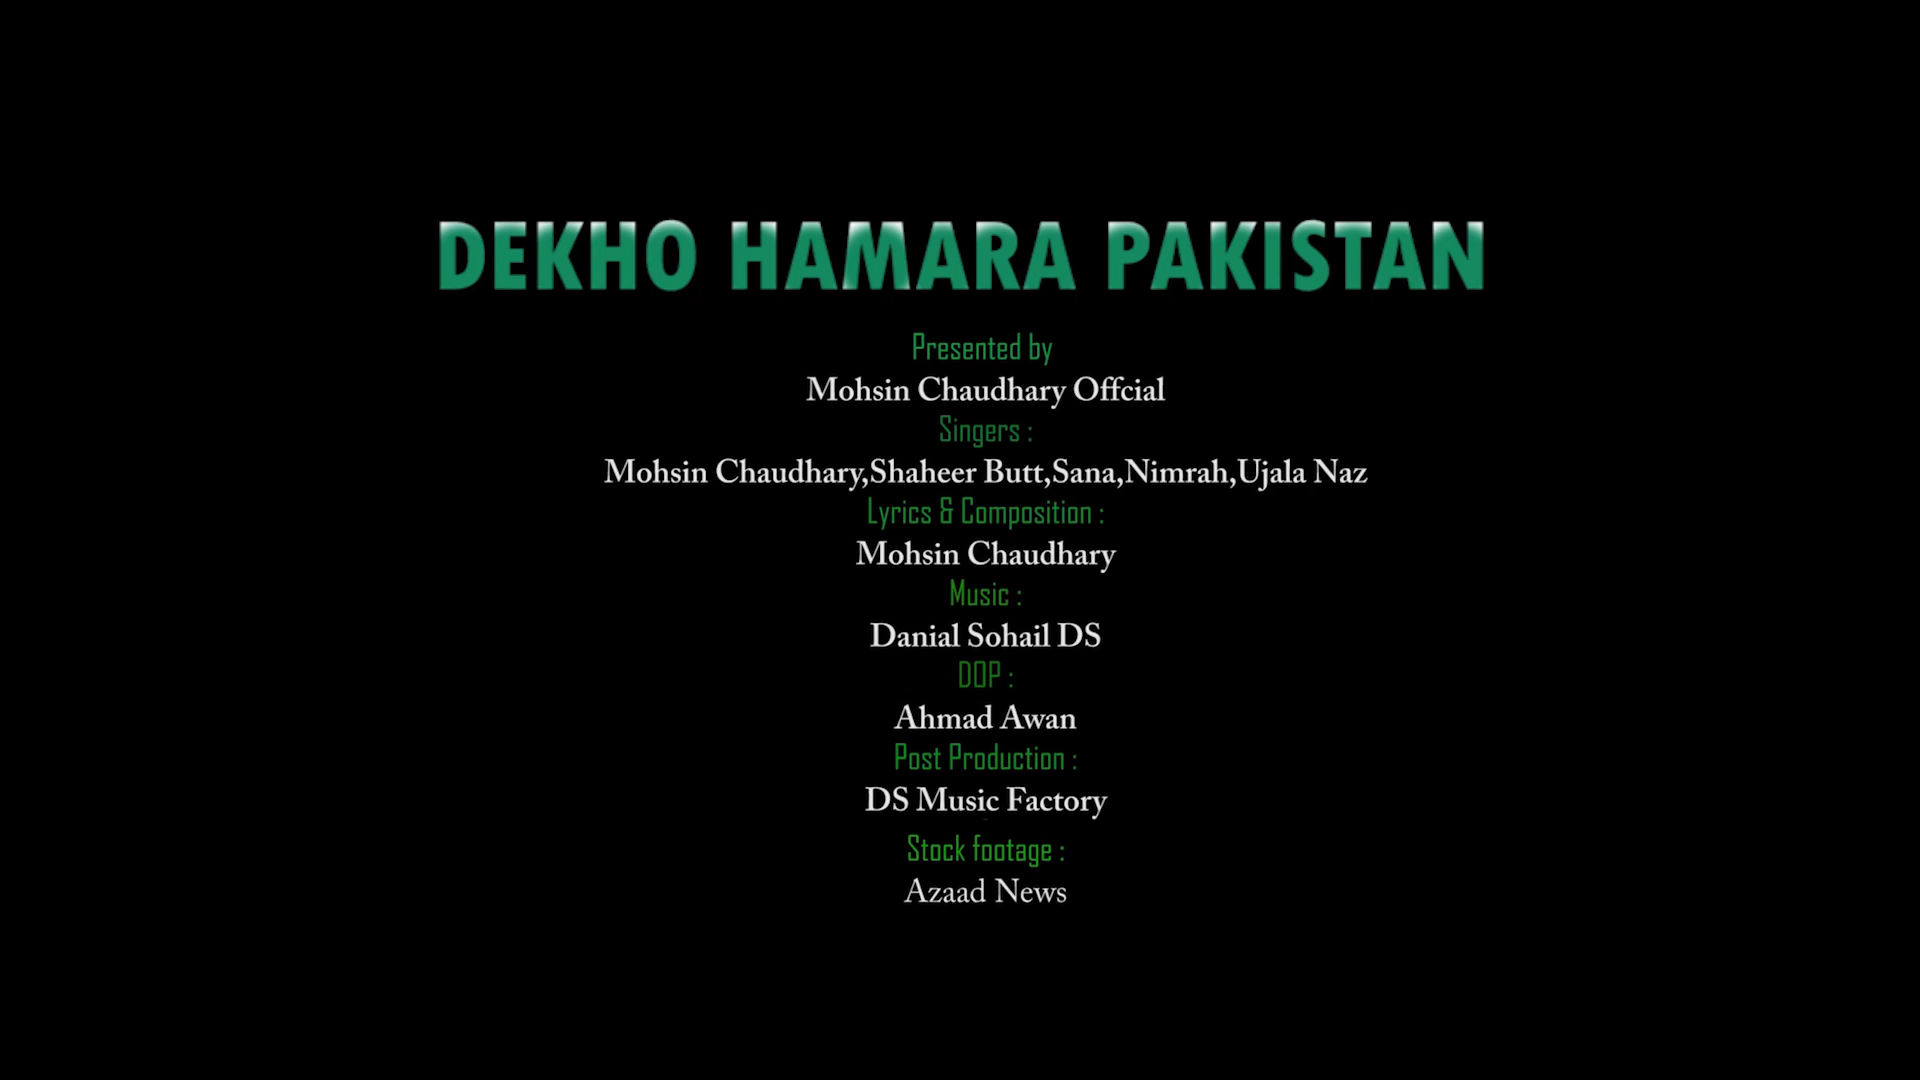 DEKHO HAMARA PAKISTAN
Presented by
Mohsin Chaudhary Offcial
Singers :
Mohsin Chaudhary,Shaheer Butt,Sana,Nimrah,Ujala Naz
Lyrics & Composition :
Mohsin Chaudhary
Music :
Danial Sohail DS
DOP :
Ahmad Awan
Post Production :
DS Music Factory
Stock footage :
Azaad News